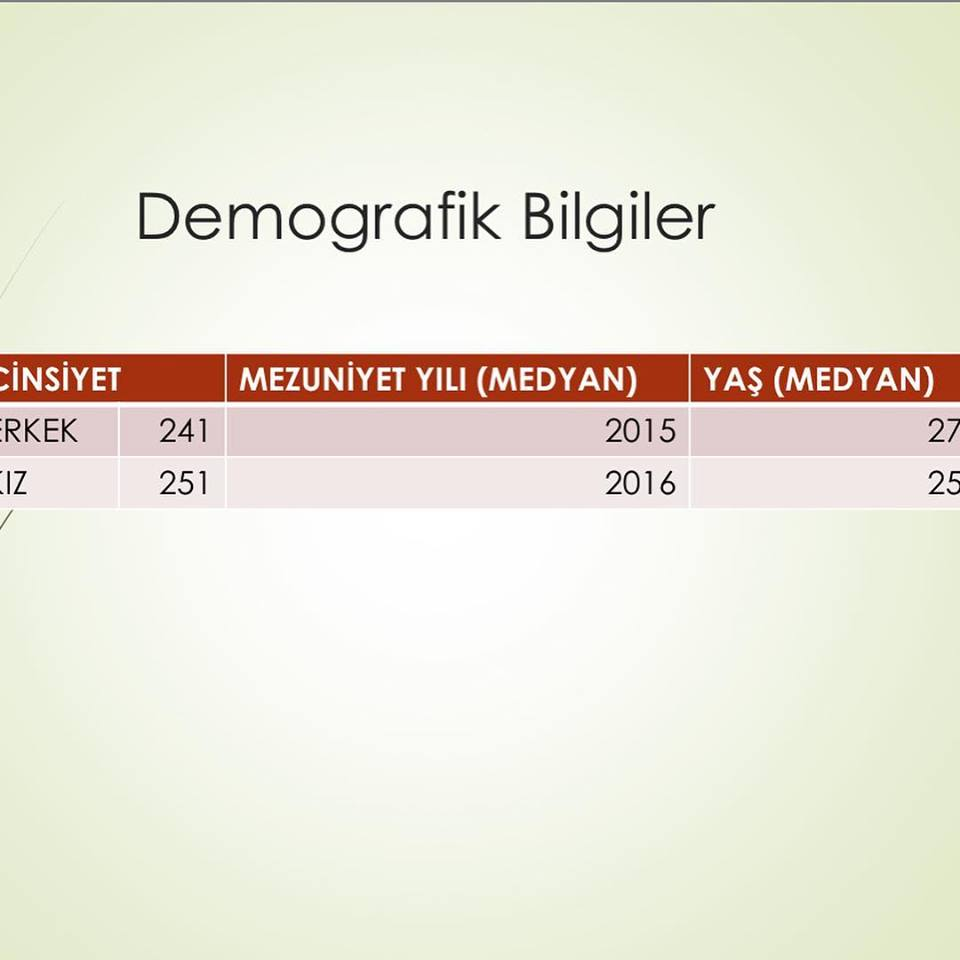 Demografik Bilgiler
CİNSİYET MEZUNİYET YILI (MEDYAN) YAŞ (MEDYAN)
ERKEK 241 2015 27
KIZ 251 2016 25